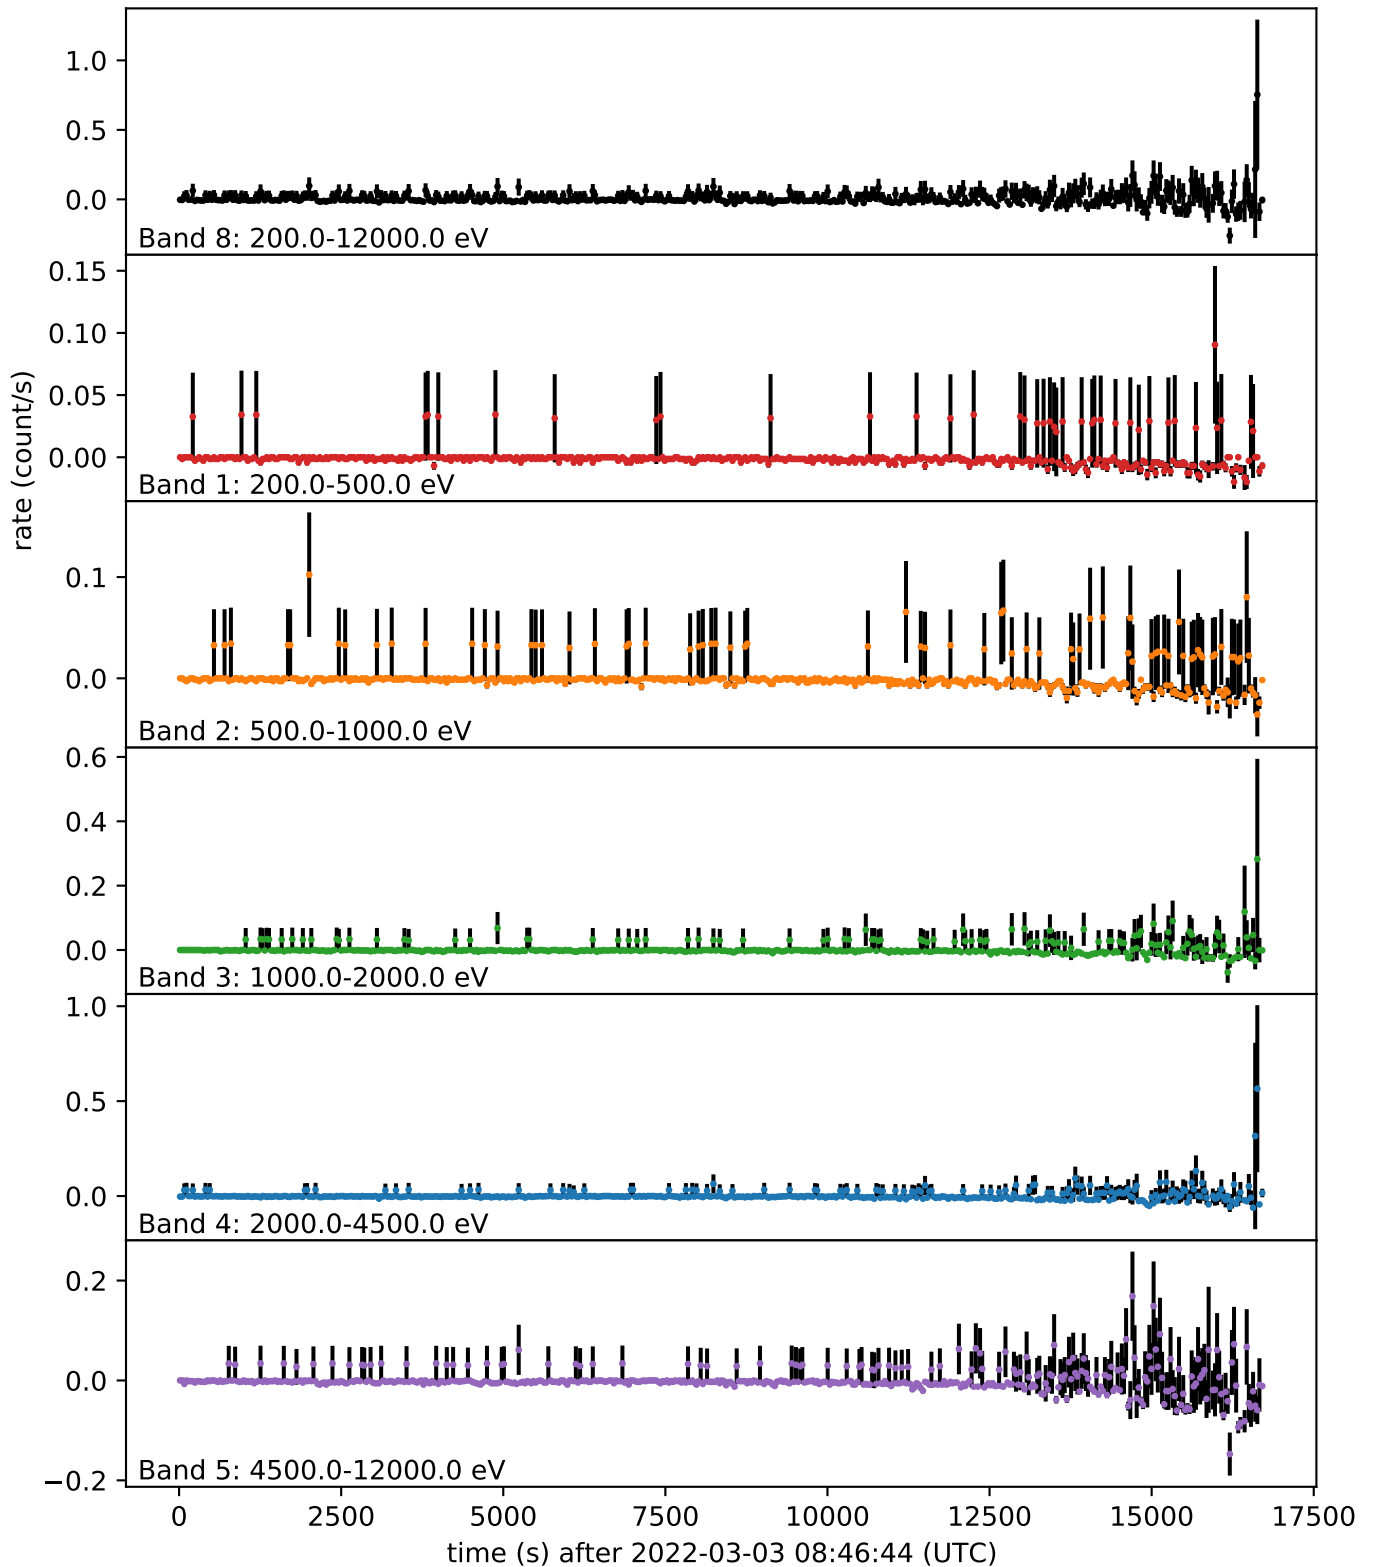 1.0
0.5
0.0
Band 8: 200.0-12000.0 eV
0.15
0.10
0.05
0.00
Band 1: 200.0-500.0 eV
rate (count/s)
0.1
0.0
Band 2: 500.0-1000.0 eV
0.6
0.4
0.2
0.0
Band 3: 1000.0-2000.0 eV
1.0
0.5
0.0
Band 4: 2000.0-4500.0 eV
0.2
0.0
−0.2
Band 5: 4500.0-12000.0 eV
0 2500 5000 7500 10000 12500 15000 17500
time (s) after 2022-03-03 08:46:44 (UTC)